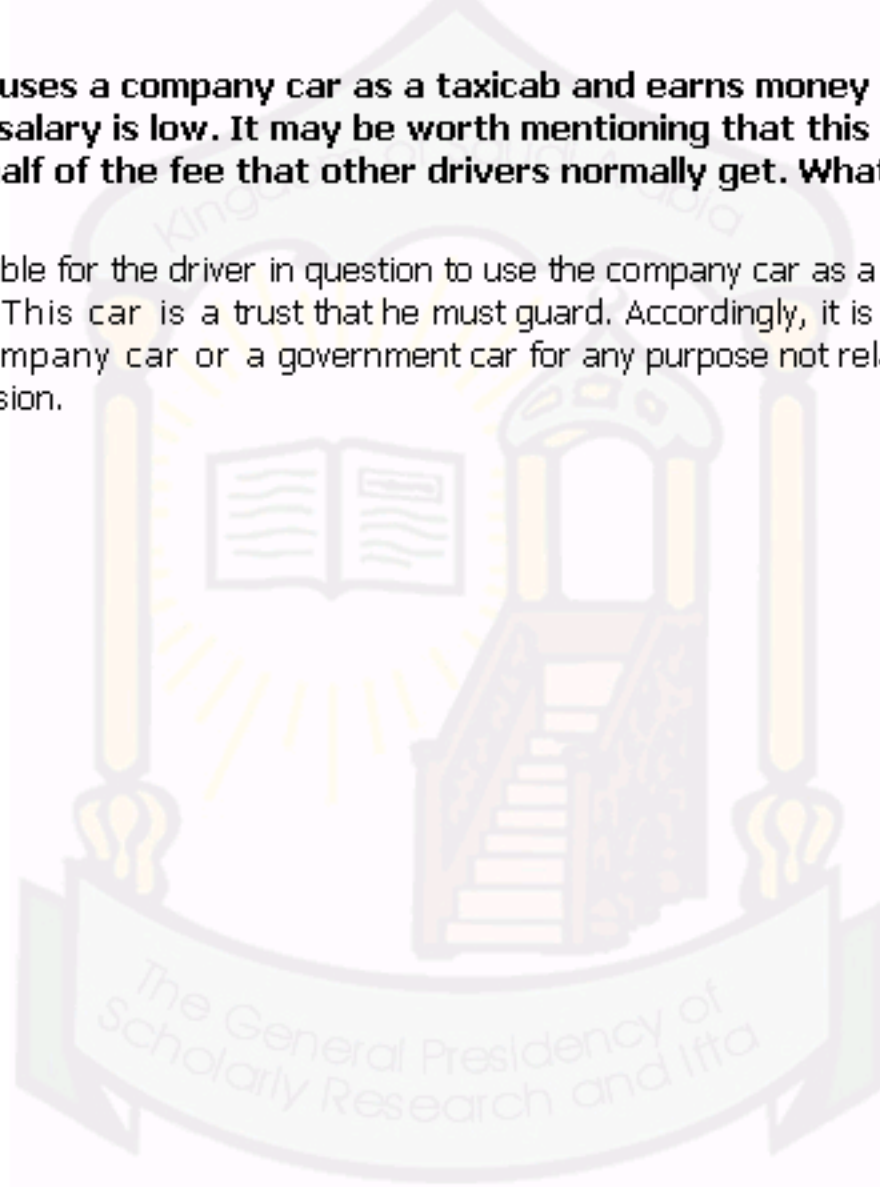 uses a company car as a taxicab and earns money
salary is low. It may be worth mentioning that this
alf of the fee that other drivers normally get. What
ble for the driver in question to use the company car as a
This car is a trust that he must guard. Accordingly, it is
mpany car or a government car for any purpose not rel
sion.
Kingdom of Saudi Arabia
The General Presidency of
Scholarly Research and Ifta